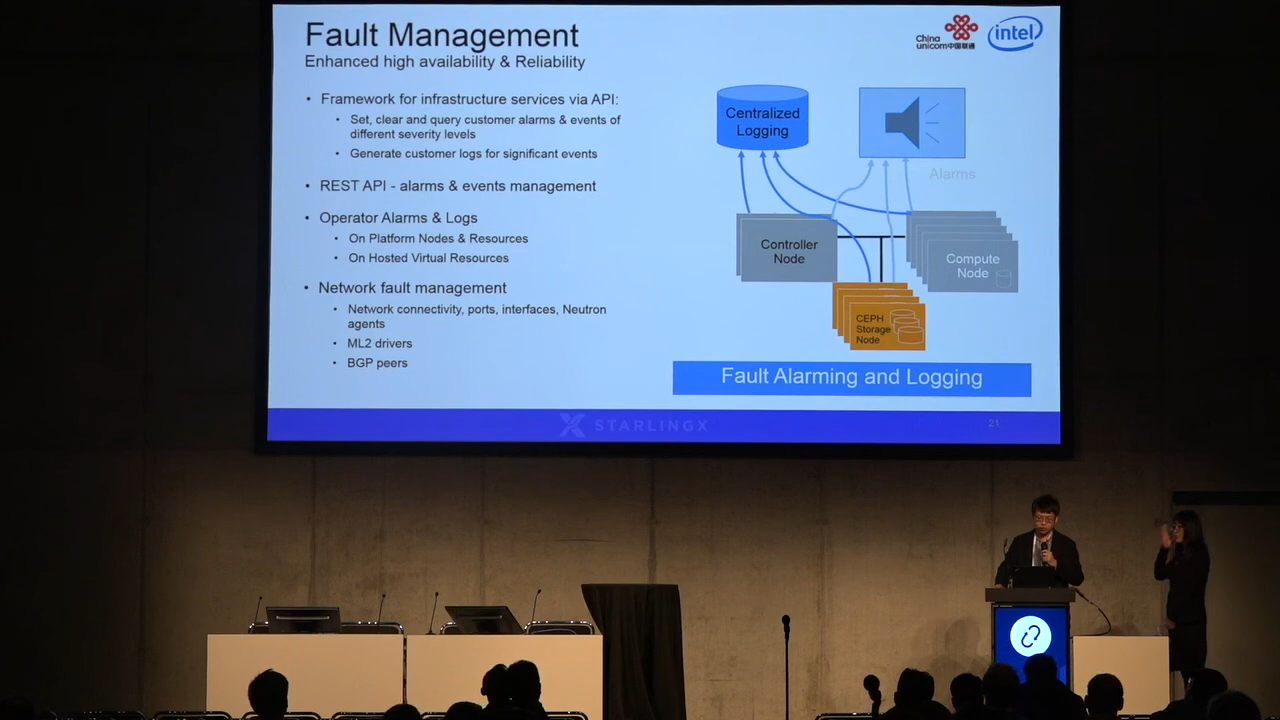 Fault Management
Enhanced high availability & Reliability
China
unicom中国联通
intel
• Framework for infrastructure services via API:
• Set, clear and query customer alarms & events of
different severity levels
• Generate customer logs for significant events
• REST API - alarms & events management
• Operator Alarms & Logs
• On Platform Nodes & Resources
• On Hosted Virtual Resources
• Network fault management
• Network connectivity, ports, interfaces, Neutron
agents
• ML2 drivers
• BGP peers
Centralized
Logging
Alarms
Controller
Node
Compute
Node
CEPH
Storage
Node
Fault Alarming and Logging
STARLINGX
21